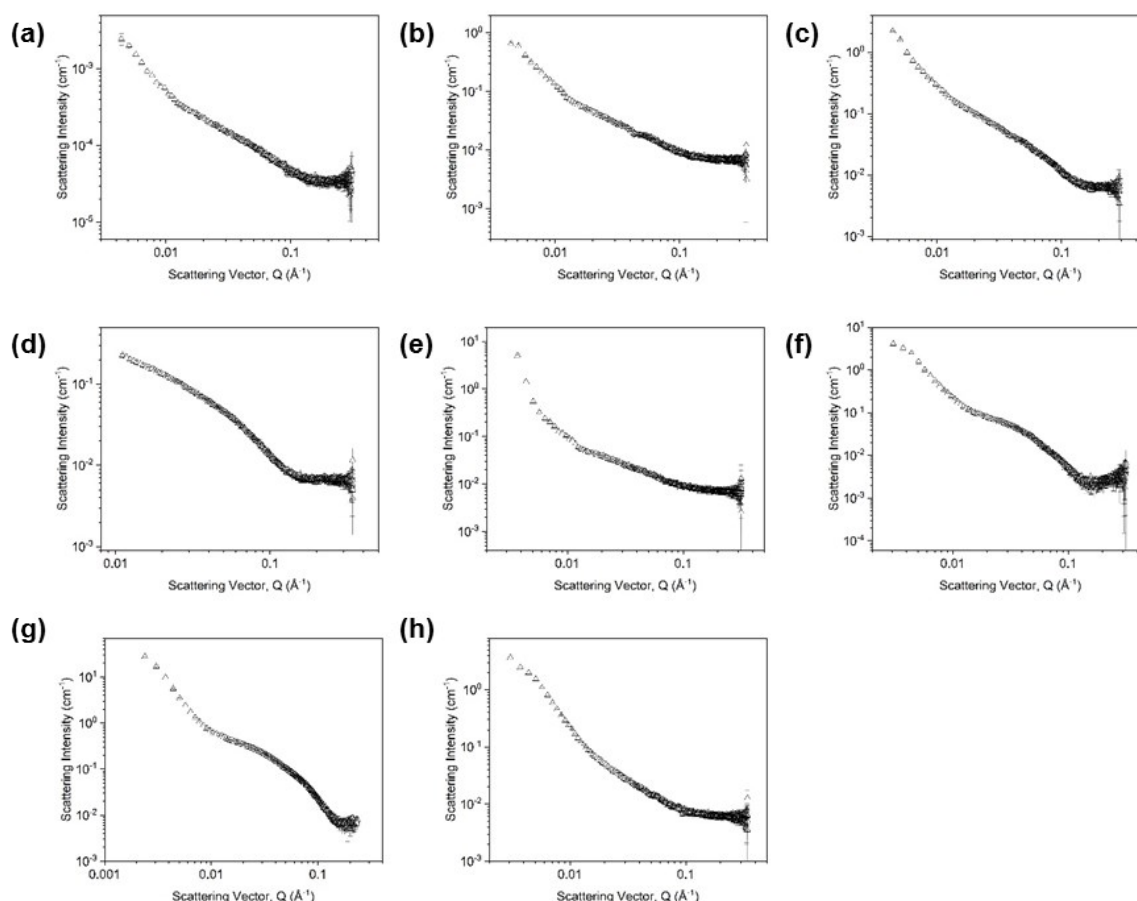 (a)
Scattering Intensity (cm⁻¹)
10⁻³
10⁻⁴
10⁻⁵
0.01 0.1
Scattering Vector, Q (Å⁻¹)
(b)
Scattering Intensity (cm⁻¹)
10⁰
10⁻¹
10⁻²
10⁻³
0.01 0.1
Scattering Vector, Q (Å⁻¹)
(c)
Scattering Intensity (cm⁻¹)
10⁰
10⁻¹
10⁻²
10⁻³
0.01 0.1
Scattering Vector, Q (Å⁻¹)
(d)
Scattering Intensity (cm⁻¹)
10⁻¹
10⁻²
10⁻³
0.01 0.1
Scattering Vector, Q (Å⁻¹)
(e)
Scattering Intensity (cm⁻¹)
10¹
10⁰
10⁻¹
10⁻²
10⁻³
0.01 0.1
Scattering Vector, Q (Å⁻¹)
(f)
Scattering Intensity (cm⁻¹)
10¹
10⁰
10⁻¹
10⁻²
10⁻³
10⁻⁴
0.01 0.1
Scattering Vector, Q (Å⁻¹)
(g)
Scattering Intensity (cm⁻¹)
10¹
10⁰
10⁻¹
10⁻²
10⁻³
0.001 0.01 0.1
Scattering Vector, Q (Å⁻¹)
(h)
Scattering Intensity (cm⁻¹)
10⁰
10⁻¹
10⁻²
10⁻³
0.01 0.1
Scattering Vector, Q (Å⁻¹)